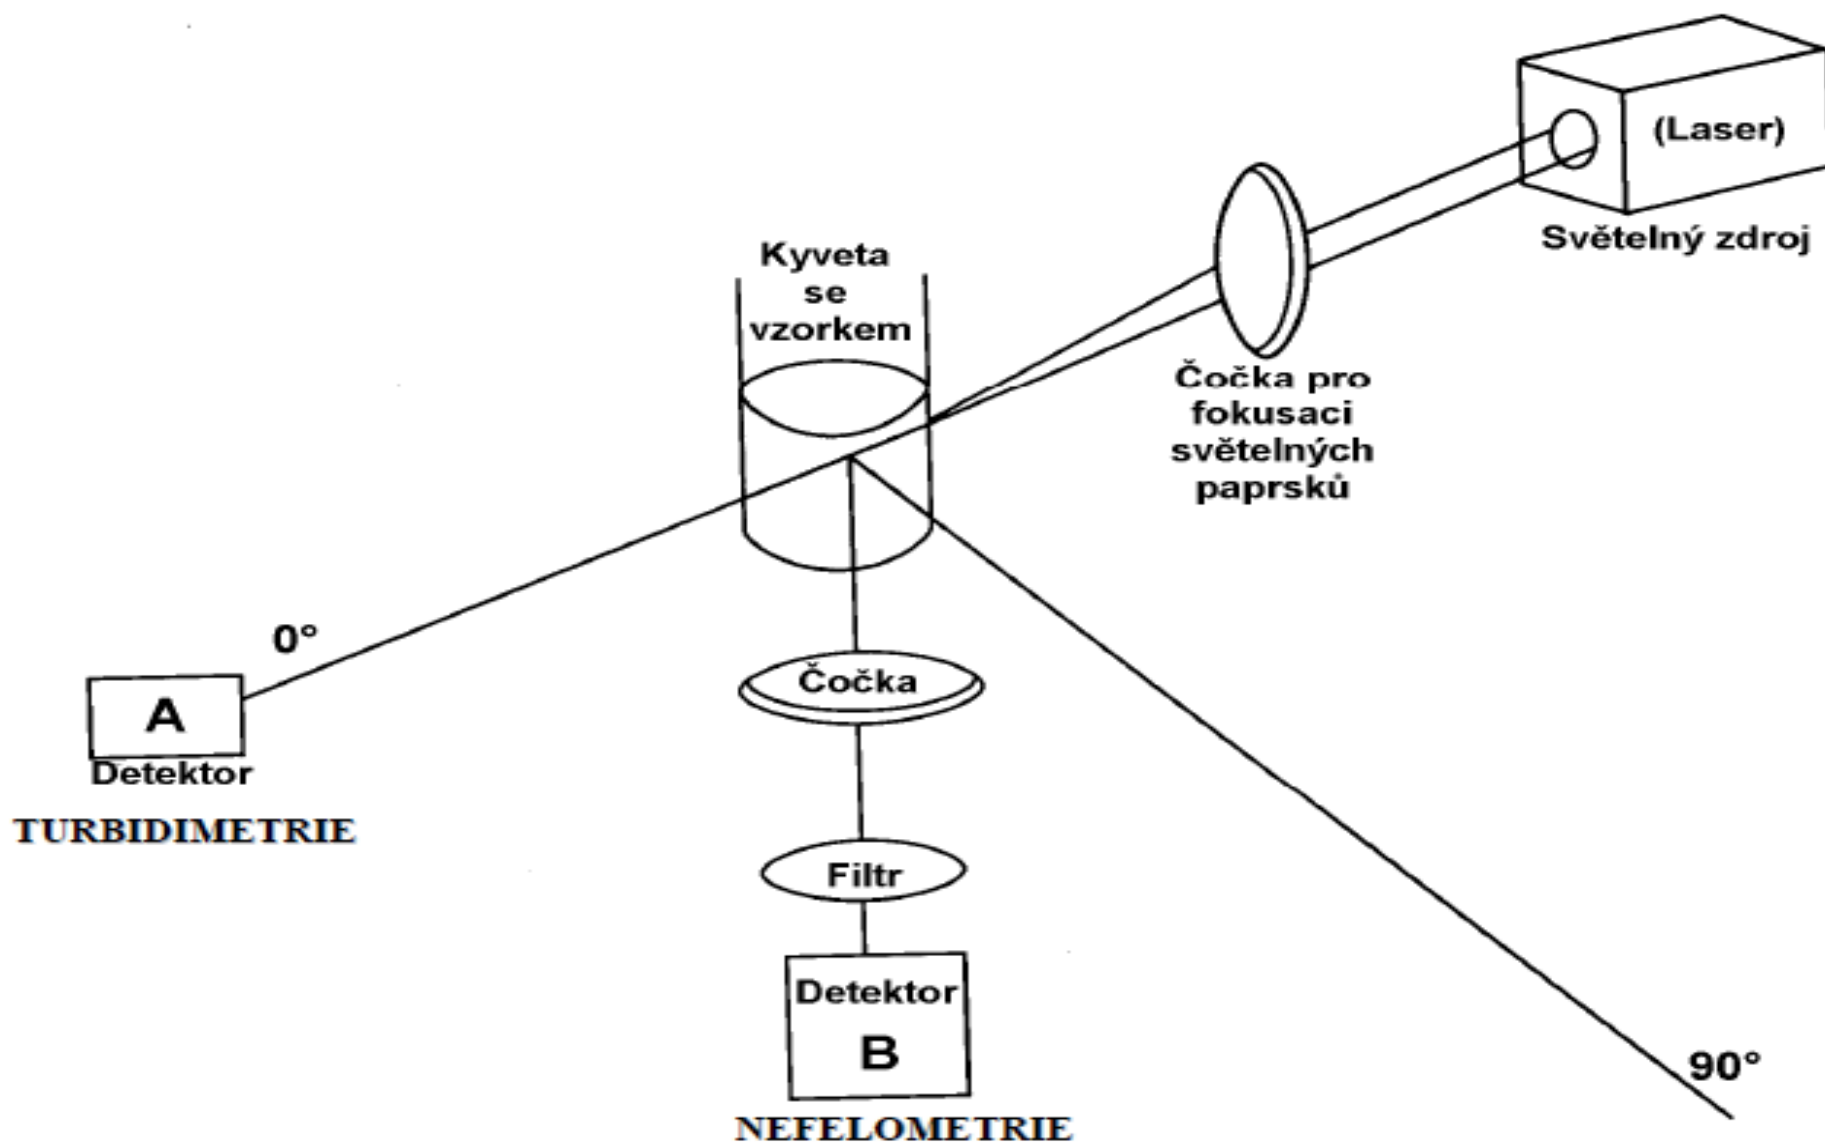 (Laser)
Světelný zdroj
Kyveta
se
vzorkem
Čočka pro
fokusaci
světelných
paprsků
0°
A
Detektor
TURBIDIMETRIE
Čočka
Filtr
Detektor
B
NEFELOMETRIE
90°